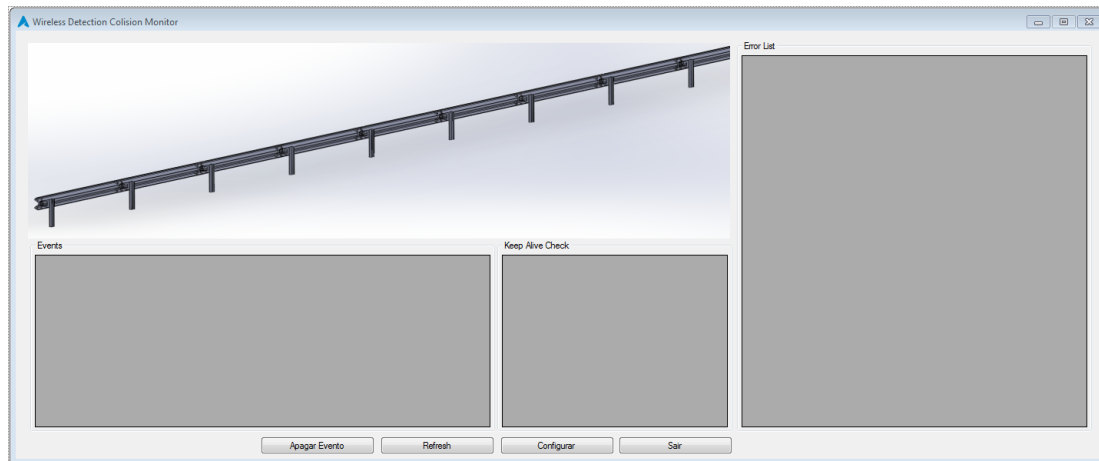 Wireless Detection Colision Monitor
Error List
Events
Keep Alive Check
Apagar Evento
Refresh
Configurar
Sair